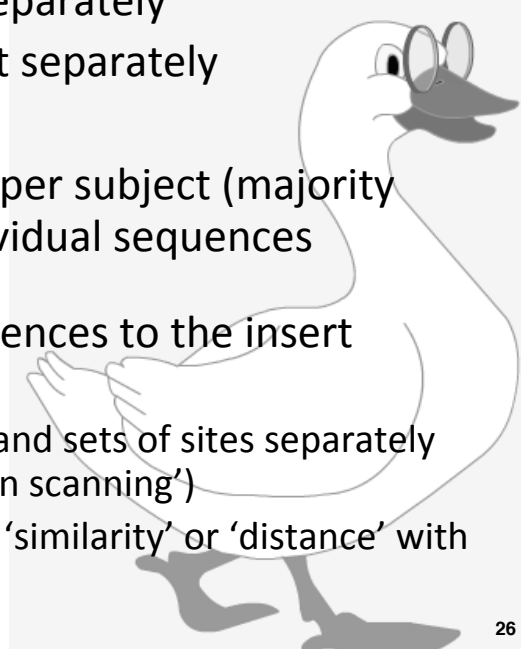 eparately
t separately
per subject (majority
vidual sequences
ences to the insert
and sets of sites separately
n scanning’)
‘similarity’ or ‘distance’ with
26